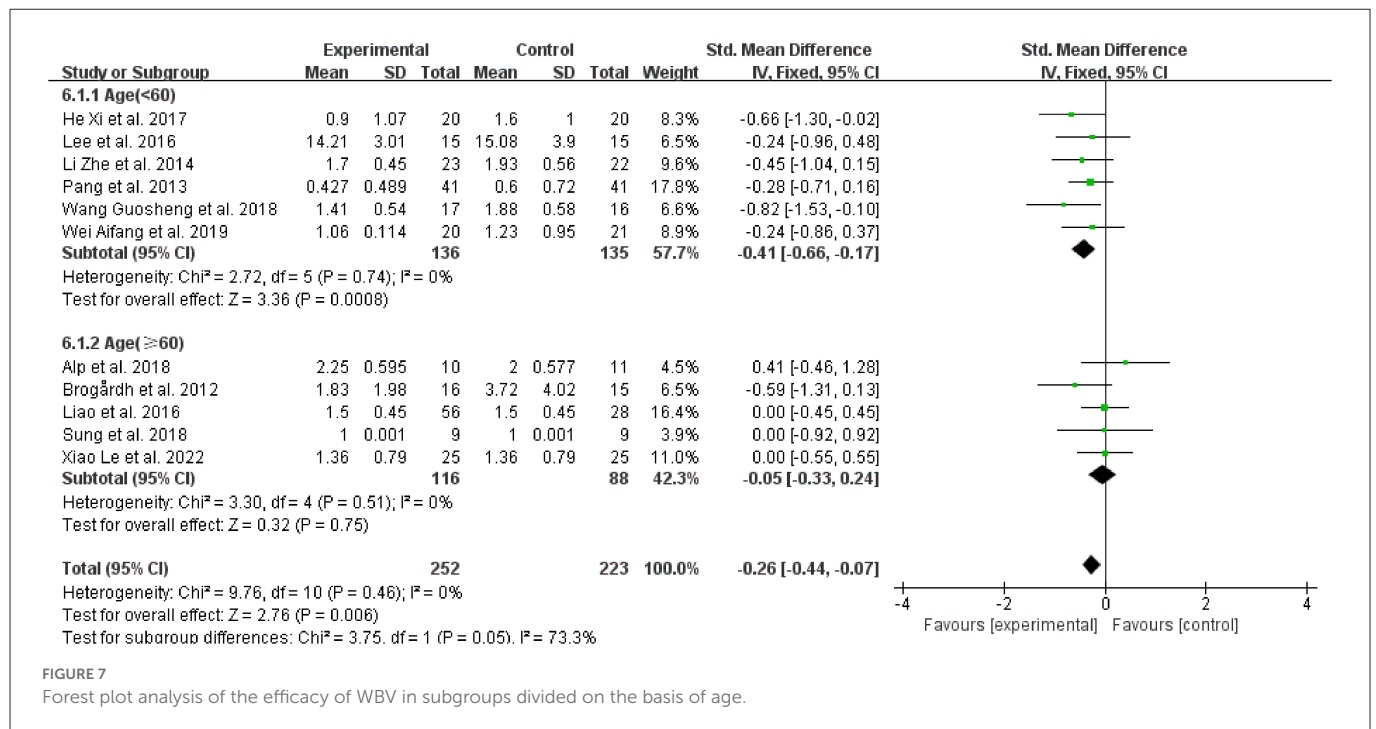 Experimental Control Std. Mean Difference Std. Mean Difference
Study or Subgroup Mean SD Total Mean SD Total Weight IV, Fixed, 95% CI IV, Fixed, 95% CI
6.1.1 Age(<60)
He Xi et al. 2017 0.9 1.07 20 1.6 1 20 8.3% -0.66 [-1.30, -0.02]
Lee et al. 2016 14.21 3.01 15 15.08 3.9 15 6.5% -0.24 [-0.96, 0.48]
Li Zhe et al. 2014 1.7 0.45 23 1.93 0.56 22 9.6% -0.45 [-1.04, 0.15]
Pang et al. 2013 0.427 0.489 41 0.6 0.72 41 17.8% -0.28 [-0.71, 0.16]
Wang Guosheng et al. 2018 1.41 0.54 17 1.88 0.58 16 6.6% -0.82 [-1.53, -0.10]
Wei Aifang et al. 2019 1.06 0.114 20 1.23 0.95 21 8.9% -0.24 [-0.86, 0.37]
Subtotal (95% CI) 136 135 57.7% -0.41 [-0.66, -0.17]
Heterogeneity: Chi² = 2.72, df = 5 (P = 0.74); I² = 0%
Test for overall effect: Z = 3.36 (P = 0.0008)
6.1.2 Age(≥60)
Alp et al. 2018 2.25 0.595 10 2 0.577 11 4.5% 0.41 [-0.46, 1.28]
Brogårdh et al. 2012 1.83 1.98 16 3.72 4.02 15 6.5% -0.59 [-1.31, 0.13]
Liao et al. 2016 1.5 0.45 56 1.5 0.45 28 16.4% 0.00 [-0.45, 0.45]
Sung et al. 2018 1 0.001 9 1 0.001 9 3.9% 0.00 [-0.92, 0.92]
Xiao Le et al. 2022 1.36 0.79 25 1.36 0.79 25 11.0% 0.00 [-0.55, 0.55]
Subtotal (95% CI) 116 88 42.3% -0.05 [-0.33, 0.24]
Heterogeneity: Chi² = 3.30, df = 4 (P = 0.51); I² = 0%
Test for overall effect: Z = 0.32 (P = 0.75)
Total (95% CI) 252 223 100.0% -0.26 [-0.44, -0.07]
Heterogeneity: Chi² = 9.76, df = 10 (P = 0.46); I² = 0%
Test for overall effect: Z = 2.76 (P = 0.006)
Test for subgroup differences: Chi² = 3.75, df = 1 (P = 0.05), I² = 73.3%
-4 -2 0 2 4
Favours [experimental] Favours [control]
FIGURE 7
Forest plot analysis of the efficacy of WBV in subgroups divided on the basis of age.